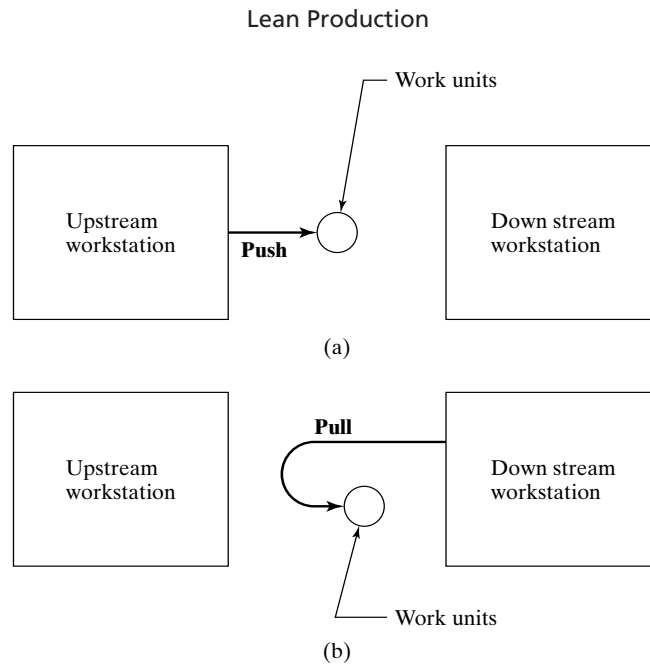 Lean Production
Work units
Upstream
workstation
Push
Down stream
workstation
(a)
Upstream
workstation
Pull
Down stream
workstation
Work units
(b)